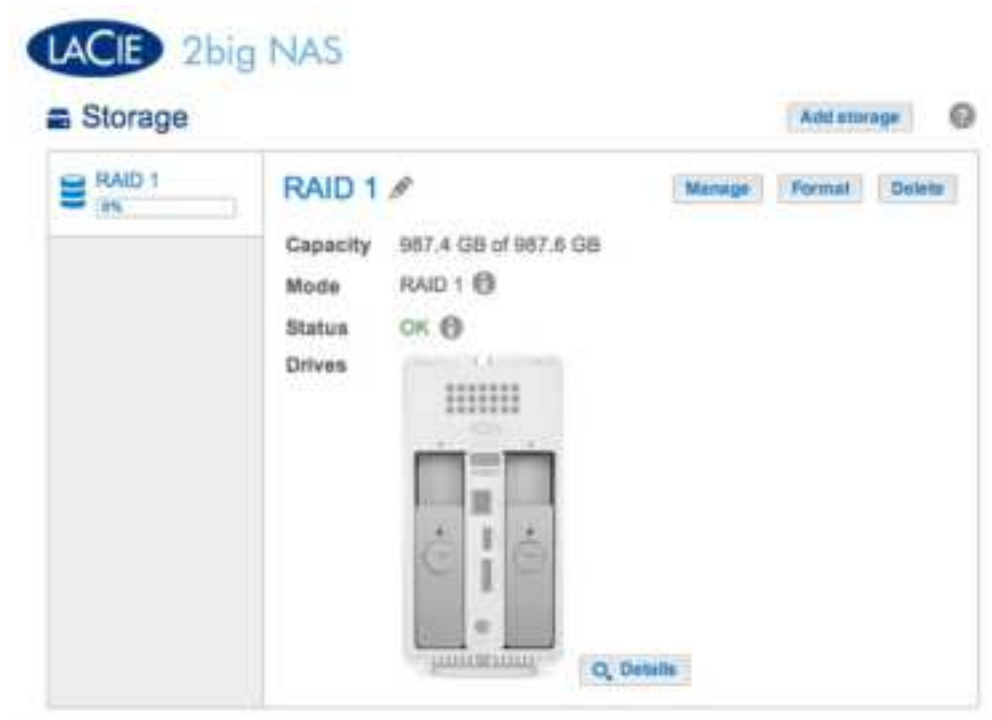 LACIE 2big NAS
Storage
Add storage
RAID 1
0%
RAID 1
Manage Format Delete
Capacity 987.4 GB of 987.6 GB
Mode RAID 1
Status OK
Drives
Details